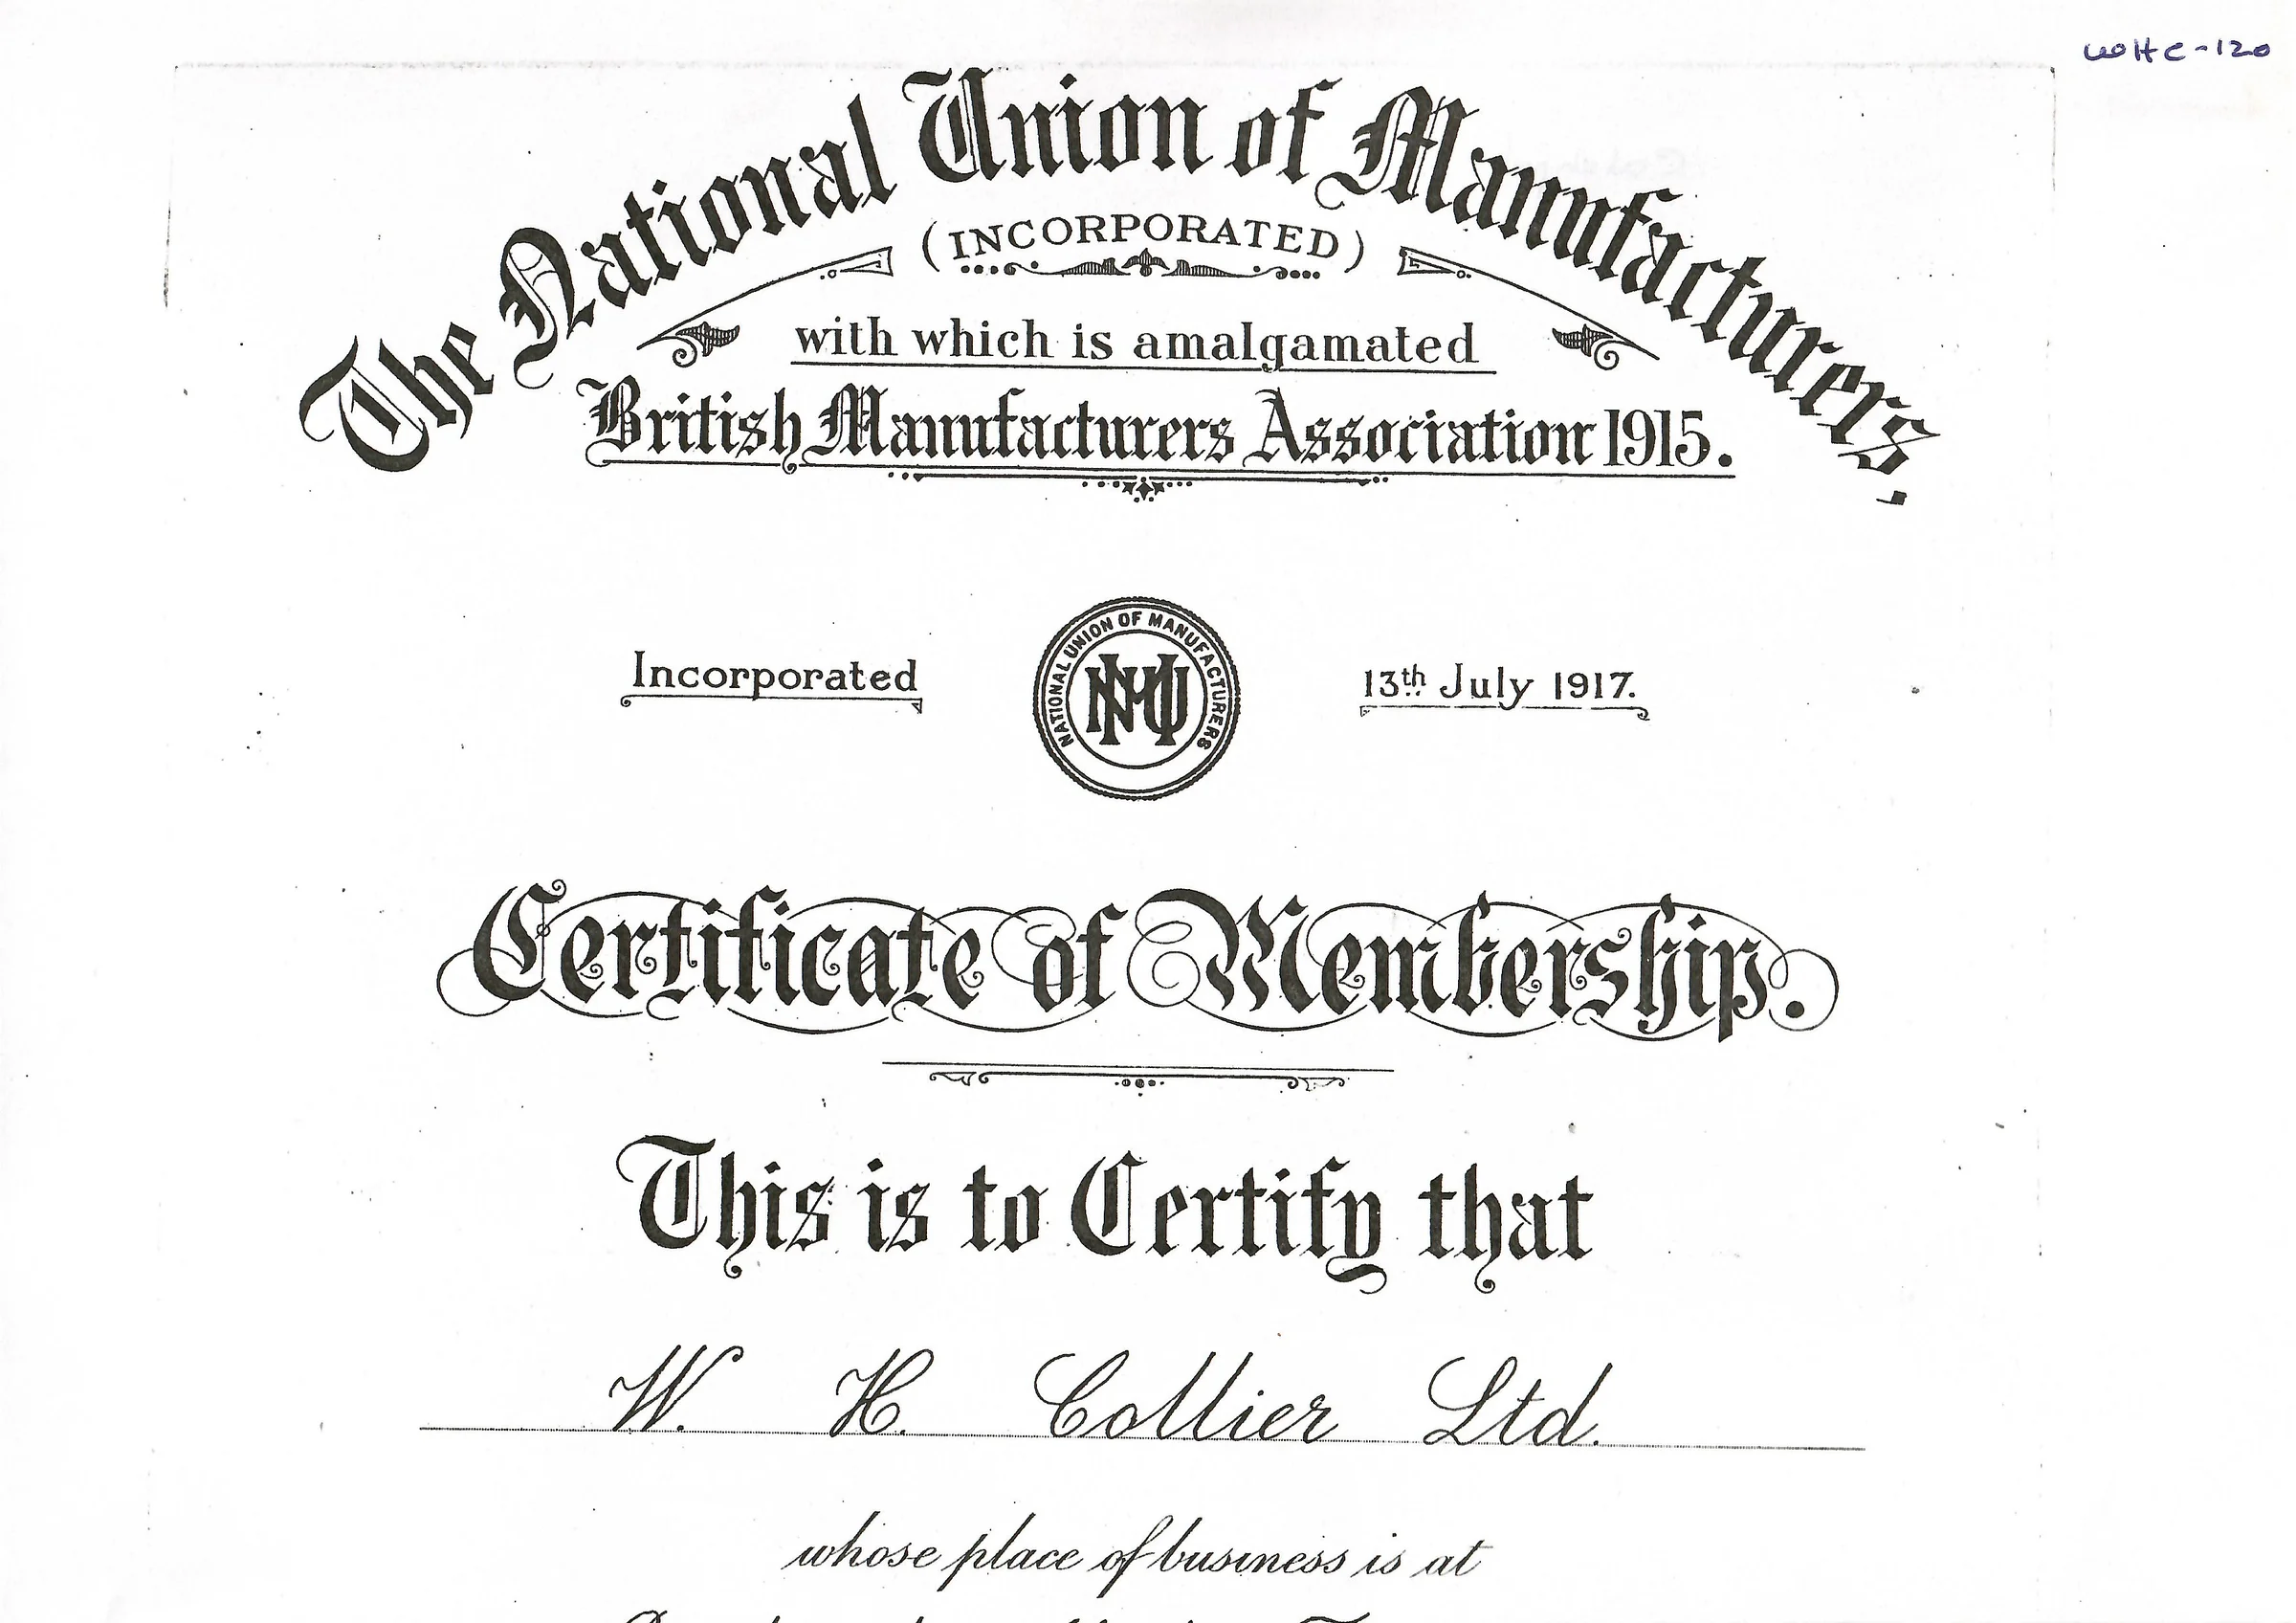 WHC-120
The National Union of Manufacturers,
(INCORPORATED)
with which is amalgamated
British Manufacturers Association 1915.
Incorporated
NATIONAL UNION OF MANUFACTURERS
NUM
13th July 1917.
Certificate of Membership.
This is to Certify that
W. H. Collier Ltd.
whose place of business is at